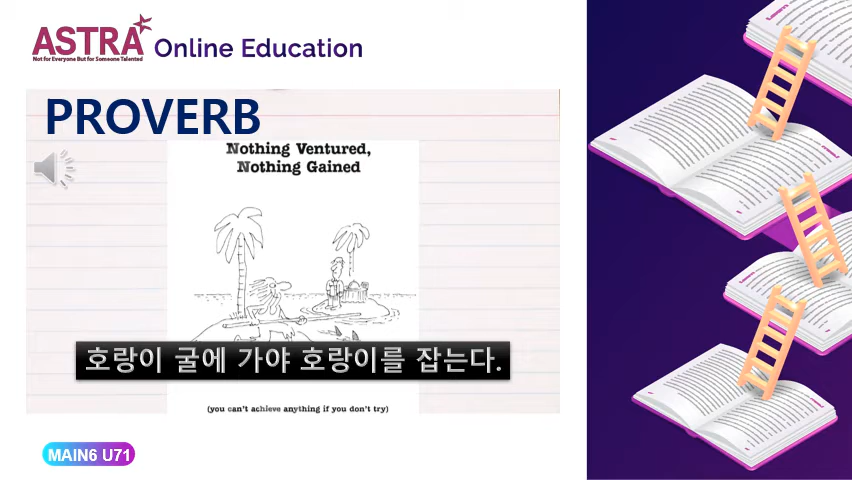 ASTRA
Not for Everyone But for Someone Talented
Online Education
PROVERB
Nothing Ventured,
Nothing Gained
호랑이 굴에 가야 호랑이를 잡는다.
(you can't achieve anything if you don't try)
MAIN6 U71